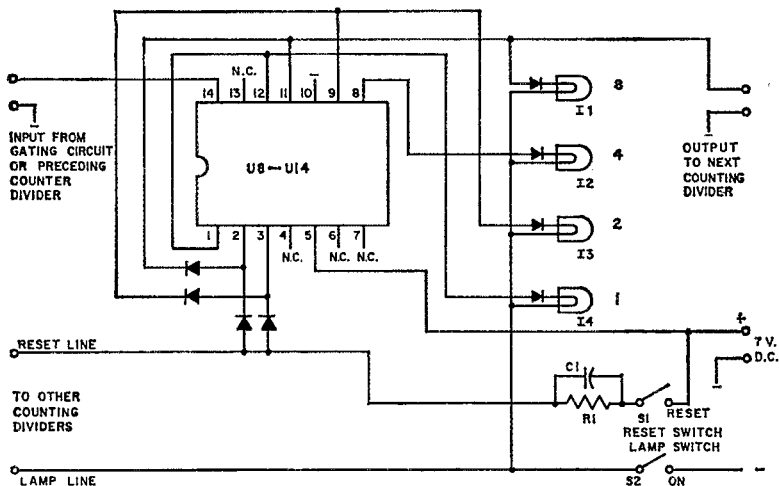 N.C.
14 13 12 11 10 9 8
8
I1
INPUT FROM
GATING CIRCUIT
OR PRECEDING
COUNTER
DIVIDER
U8-U14
4
I2
OUTPUT
TO NEXT
COUNTING
DIVIDER
1 2 3 4 5 6 7
N.C. N.C. N.C.
2
I3
1
I4
RESET LINE
+
7 V.
D.C.
C1
R1
S1 RESET
TO OTHER
COUNTING
DIVIDERS
RESET SWITCH
LAMP SWITCH
LAMP LINE
S2 ON
-